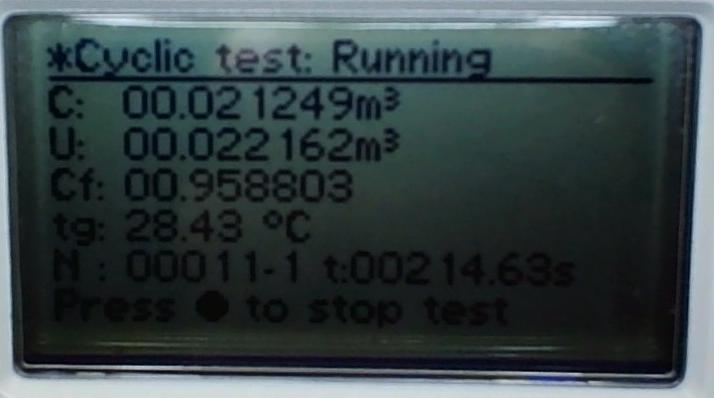 *Cyclic test: Running
C: 00.021249m³
U: 00.022162m³
Cf: 00.958803
tg: 28.43 °C
N : 00011-1 t:00214.63s
Press ● to stop test